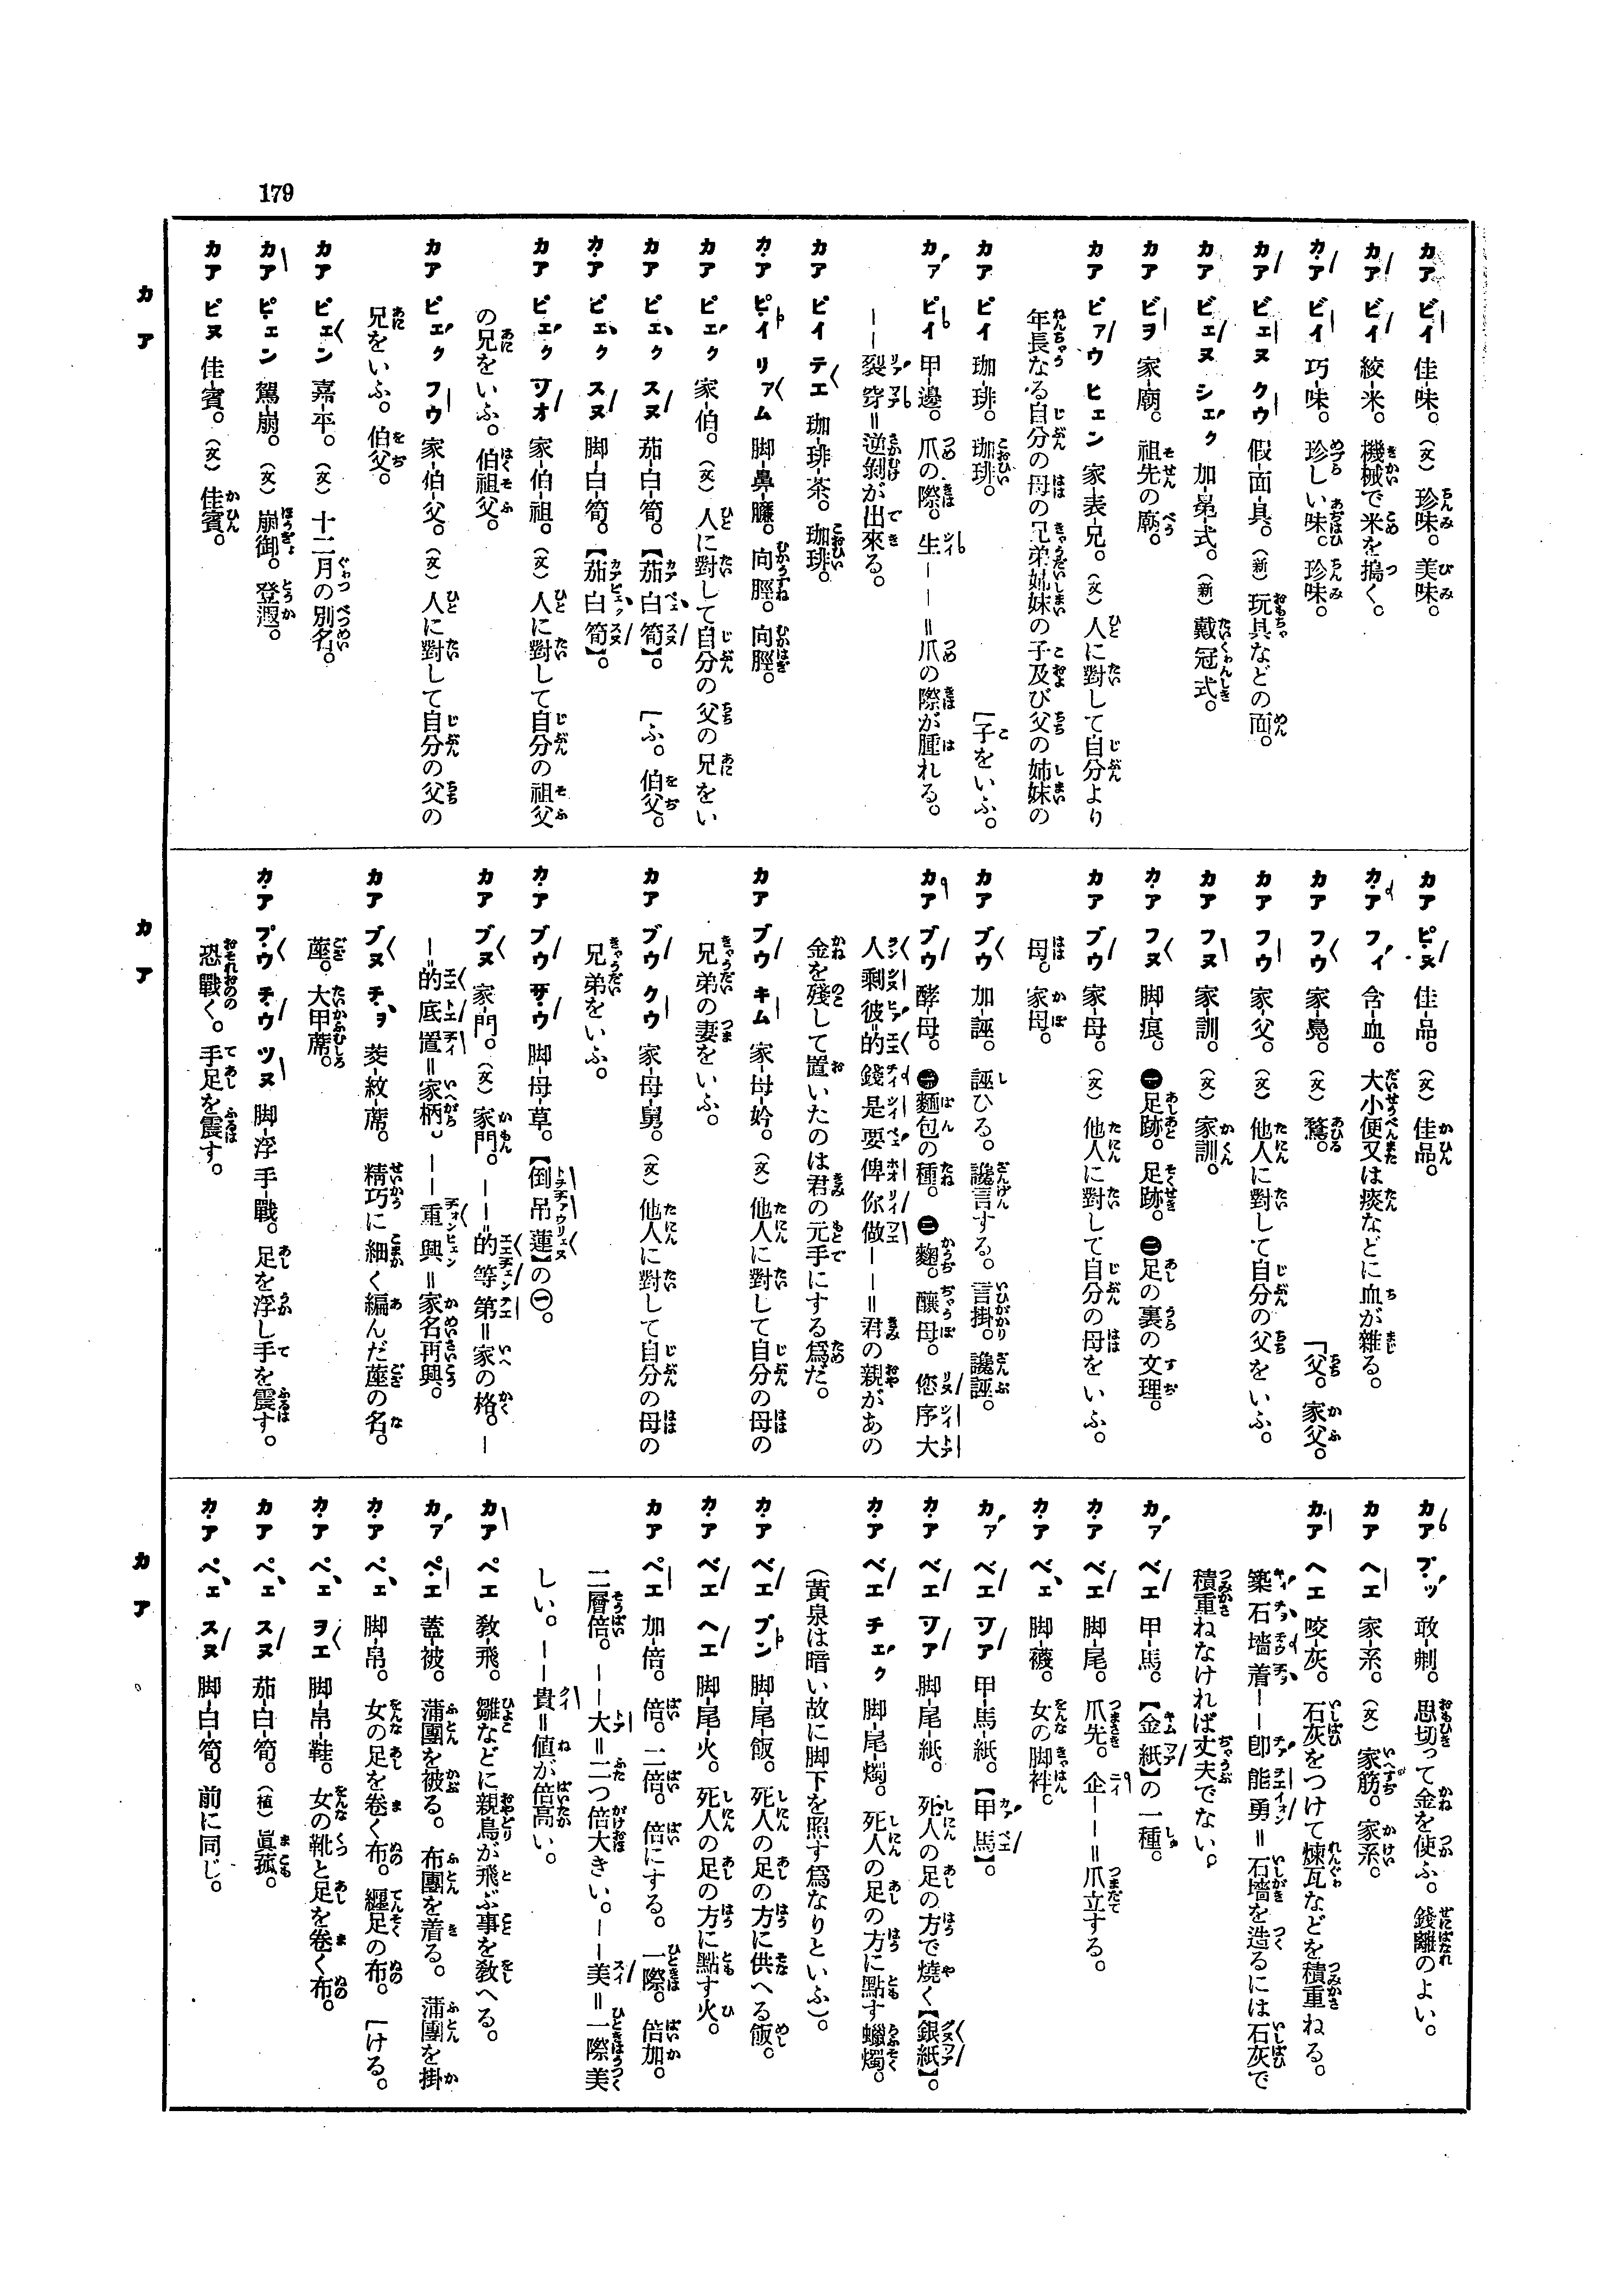 179
カア ビイ 佳-味。(文) 珍味。美味。
カア ビイ 絞-米。機械で米を搗く。
カア ビイ 巧-味。珍しい味。珍味。
カア ビェヌ クウ 假-面-具。(新) 玩具などの面。
カア ビェヌ シェク 加-冕-式。(新) 戴冠式。
カア ビヲ 家-廟。祖先の廟。
カア ピァウ ヒェン 家-表-兄。(文) 人に對して自分より
年長なる自分の母の兄弟姉妹の子及び父の姉妹の
カア ピイ 珈-琲。珈琲。 [子をいふ。
カア ピイ 甲-邊。爪の際。生——=爪の際が腫れる。
——裂穿=逆剝が出來る。
カア ピイ テエ 珈-琲-茶。珈琲。
カア ピイ リァム 脚-鼻-臁。向脛。向脛。
カア ピェク 家-伯。(文) 人に對して自分の父の兄をい
カア ピェク スヌ 茄-白-筍。【茄白筍】。 [ふ。伯父。
カア ピェク スヌ 脚-白-筍。【茄白筍】。
カア ピェク ツオ 家-伯-祖。(文) 人に對して自分の祖父
の兄をいふ。伯祖父。
カア ピェク フウ 家-伯-父。(文) 人に對して自分の父の
兄をいふ。伯父。
カア ピェン 嘉-平。(文) 十二月の別名。
カア ピェン 駕-崩。(文) 崩御。登遐。
カア ピヌ 佳-賓。(文) 佳賓。
カア ピヌ 佳-品。(文) 佳品。
カア フィ 含-血。大小便又は痰などに血が雜る。
カア フウ 家-鳧。(文) 鶩。 「父。家父。
カア フウ 家-父。(文) 他人に對して自分の父をいふ。
カア フヌ 家-訓。(文) 家訓。
カア フヌ 脚-痕。㊀足跡。足跡。㊁足の裏の文理。
カア ブウ 家-母。(文) 他人に對して自分の母をいふ。
母。家母。
カア ブウ 加-誣。誣ひる。讒言する。言掛。讒誣。
カア ブウ 酵-母。㊀麵包の種。㊁麴。釀母。您序大
人剩彼=的錢是要俾你做——=君の親があの
金を殘して置いたのは君の元手にする爲だ。
カア ブウ キム 家-母-妗。(文) 他人に對して自分の母の
兄弟の妻をいふ。
カア ブウ クウ 家-母-舅。(文) 他人に對して自分の母の
兄弟をいふ。
カア ブウ ザウ 脚-母-草。【倒吊蓮】の㊀。
カア ブヌ 家-門。(文) 家門。——=的等第=家の格。—
—=的底置=家柄。——重興=家名再興。
カア ブヌ チヲ 菱-紋-席。精巧に細く編んだ蓙の名。
蓙。大甲蓆。
カア プウ チウ ツヌ 脚-浮 手-戰。足を浮し手を震す。
恐戰く。手足を震す。
カア プッ 敢-刜。思切って金を使ふ。錢離のよい。
カア ヘエ 家-系。(文) 家筋。家系。
カア ヘエ 咬-灰。石灰をつけて煉瓦などを積重ねる。
築石墻着——卽能勇=石墻を造るには石灰で
積重ねなければ丈夫でない。
カア ベエ 甲-馬。【金紙】の一種。
カア ベエ 脚-尾。爪先。企——=爪立する。
カア ベェ 脚-襪。女の脚袢。
カア ベエ ツア 甲-馬-紙。【甲馬】。
カア ベエ ツア 脚-尾-紙。死人の足の方で燒く【銀紙】。
カア ベエ チェク 脚-尾-燭。死人の足の方に點す蠟燭。
(黃泉は暗い故に脚下を照す爲なりといふ)。
カア ベエ プン 脚-尾-飯。死人の足の方に供へる飯。
カア ベエ ヘエ 脚-尾-火。死人の足の方に點す火。
カア ペエ 加-倍。倍。二倍。倍にする。一際。倍加。
二層倍。——大=二つ倍大きい。——美=一際美
しい。——貴=値が倍高い。
カア ペエ 敎-飛。雛などに親鳥が飛ぶ事を敎へる。
カア ペエ 蓋-被。蒲團を被る。布團を着る。蒲團を掛
カア ペェ 脚-帛。女の足を卷く布。纒足の布。 [ける。
カア ペェ ヲエ 脚-帛-鞋。女の靴と足を卷く布。
カア ペェ スヌ 茄-白-筍。(植) 眞菰。
カア ペェ スヌ 脚-白-筍。前に同じ。
カア
カア
カア